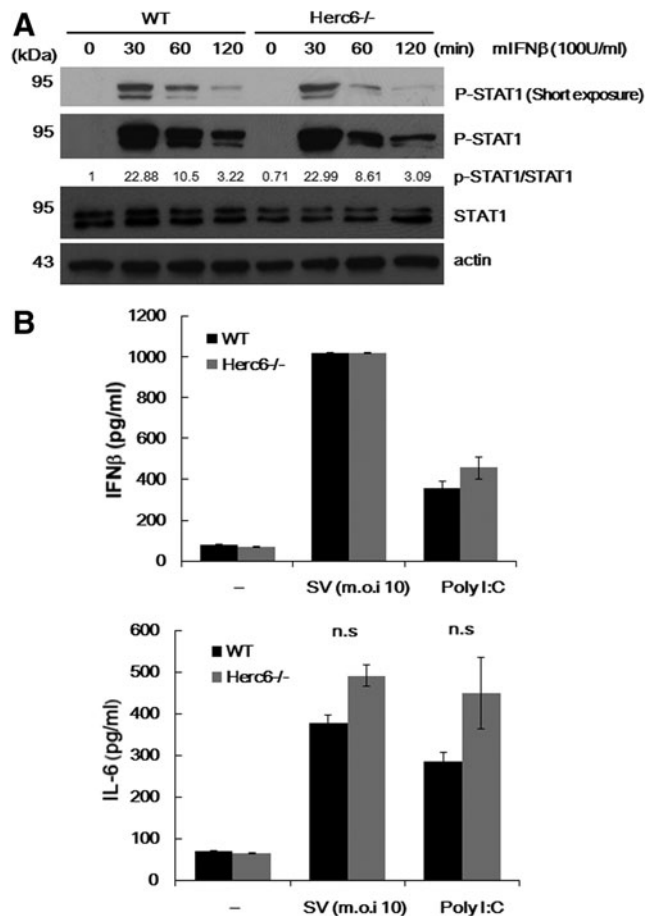 A
WT Herc6-/-
(kDa) 0 30 60 120 0 30 60 120 (min) mIFNβ (100U/ml)
95 P-STAT1 (Short exposure)
95 P-STAT1
1 22.88 10.5 3.22 0.71 22.99 8.61 3.09 p-STAT1/STAT1
95 STAT1
43 actin
B
1200
1000
800
600
400
200
0
IFNβ (pg/ml)
WT
Herc6-/-
– SV (m.o.i 10) Poly I:C
600
500
400
300
200
100
0
IL-6 (pg/ml)
WT
Herc6-/-
n.s n.s
– SV (m.o.i 10) Poly I:C